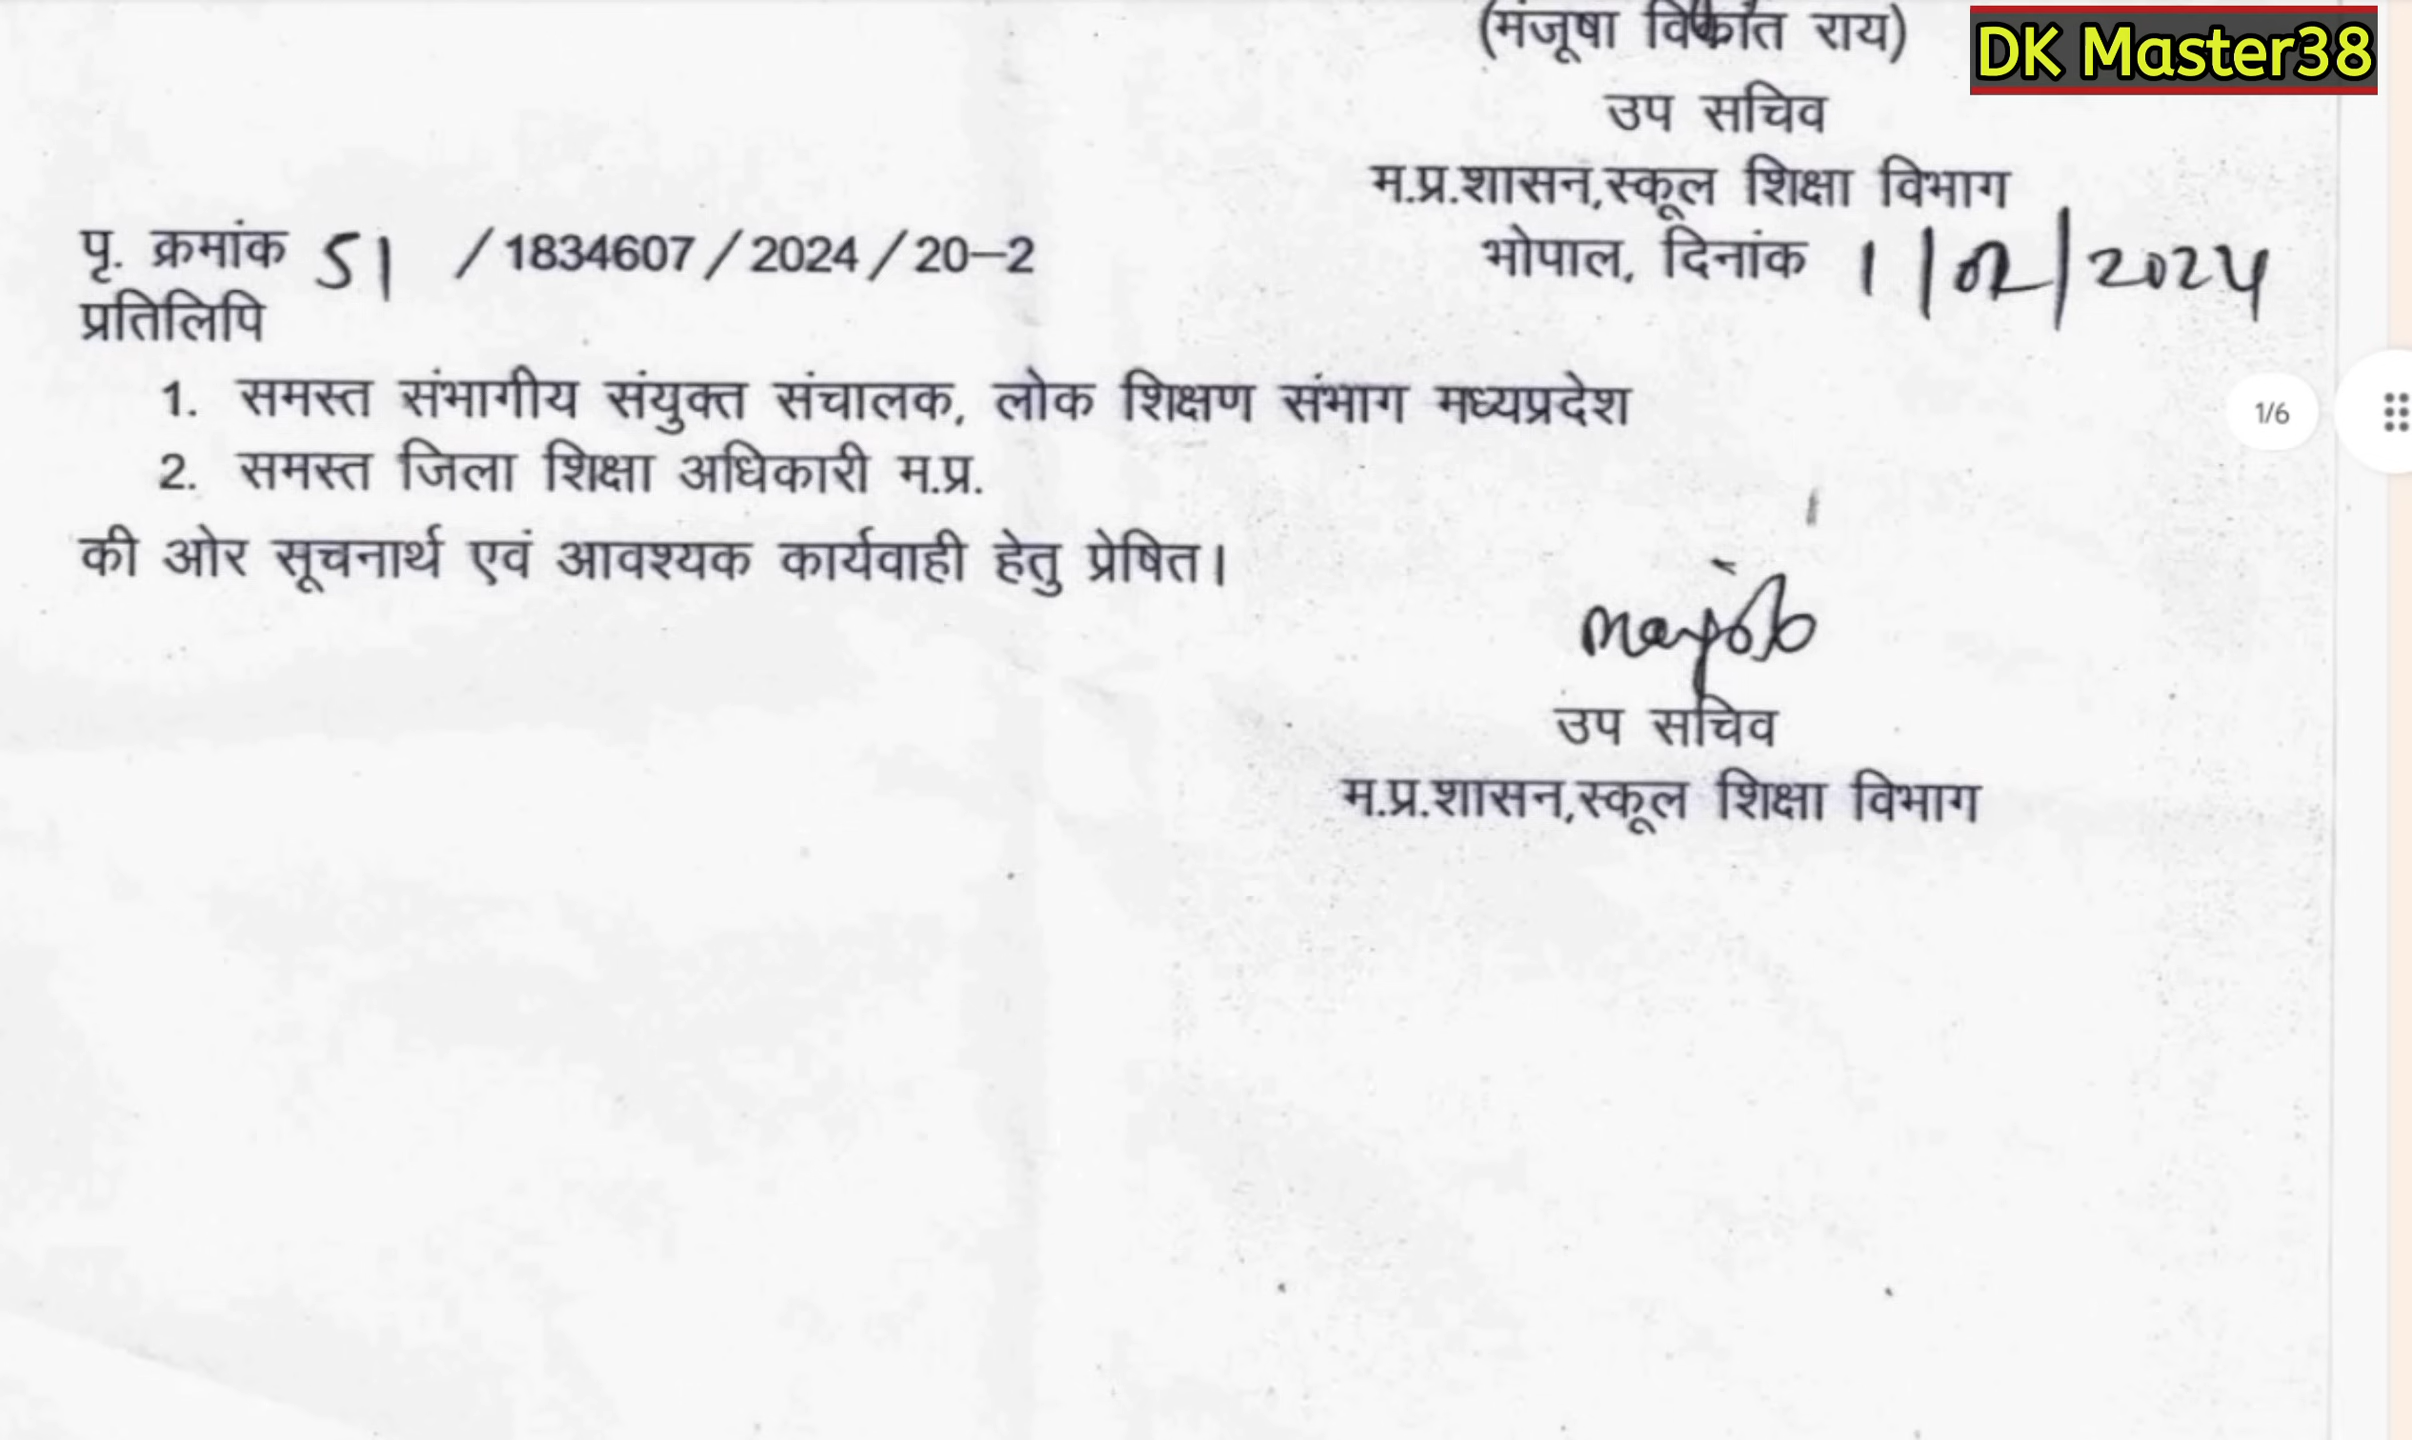 (मंजूषा विक्रांत राय)
DK Master38
उप सचिव
म.प्र.शासन,स्कूल शिक्षा विभाग
पृ. क्रमांक 51 /1834607/2024/20-2
भोपाल, दिनांक 1/02/2024
प्रतिलिपि
1. समस्त संभागीय संयुक्त संचालक, लोक शिक्षण संभाग मध्यप्रदेश
1/6
2. समस्त जिला शिक्षा अधिकारी म.प्र.
की ओर सूचनार्थ एवं आवश्यक कार्यवाही हेतु प्रेषित।
उप सचिव
म.प्र.शासन,स्कूल शिक्षा विभाग